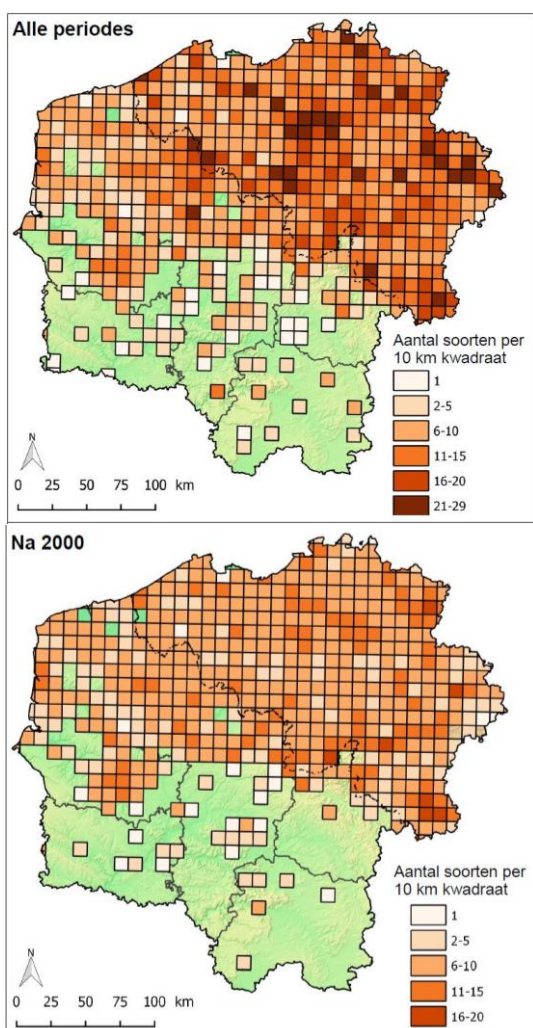 Alle periodes
Aantal soorten per
10 km kwadraat
1
2-5
6-10
11-15
16-20
21-29
N
0 25 50 75 100 km
Na 2000
Aantal soorten per
10 km kwadraat
1
2-5
6-10
11-15
16-20
N
0 25 50 75 100 km